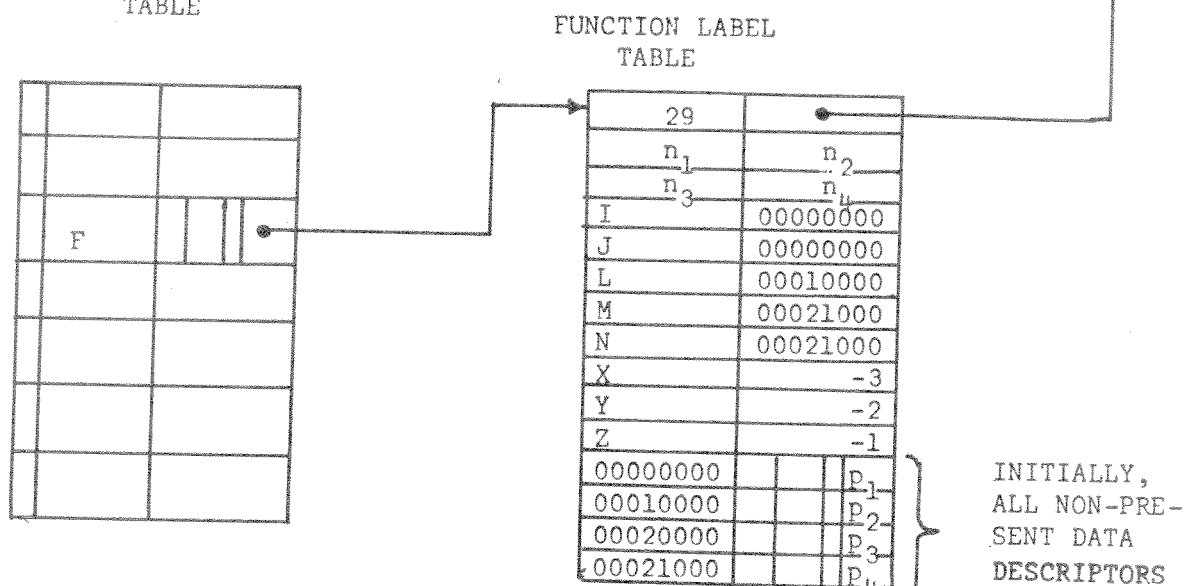 TABLE
FUNCTION LABEL
TABLE
29
n1 n2
n3 n4
F
I 00000000
J 00000000
L 00010000
M 00021000
N 00021000
X -3
Y -2
Z -1
00000000 p1
00010000 p2
00020000 p3
00021000 p4
INITIALLY,
ALL NON-PRE-
SENT DATA
DESCRIPTORS